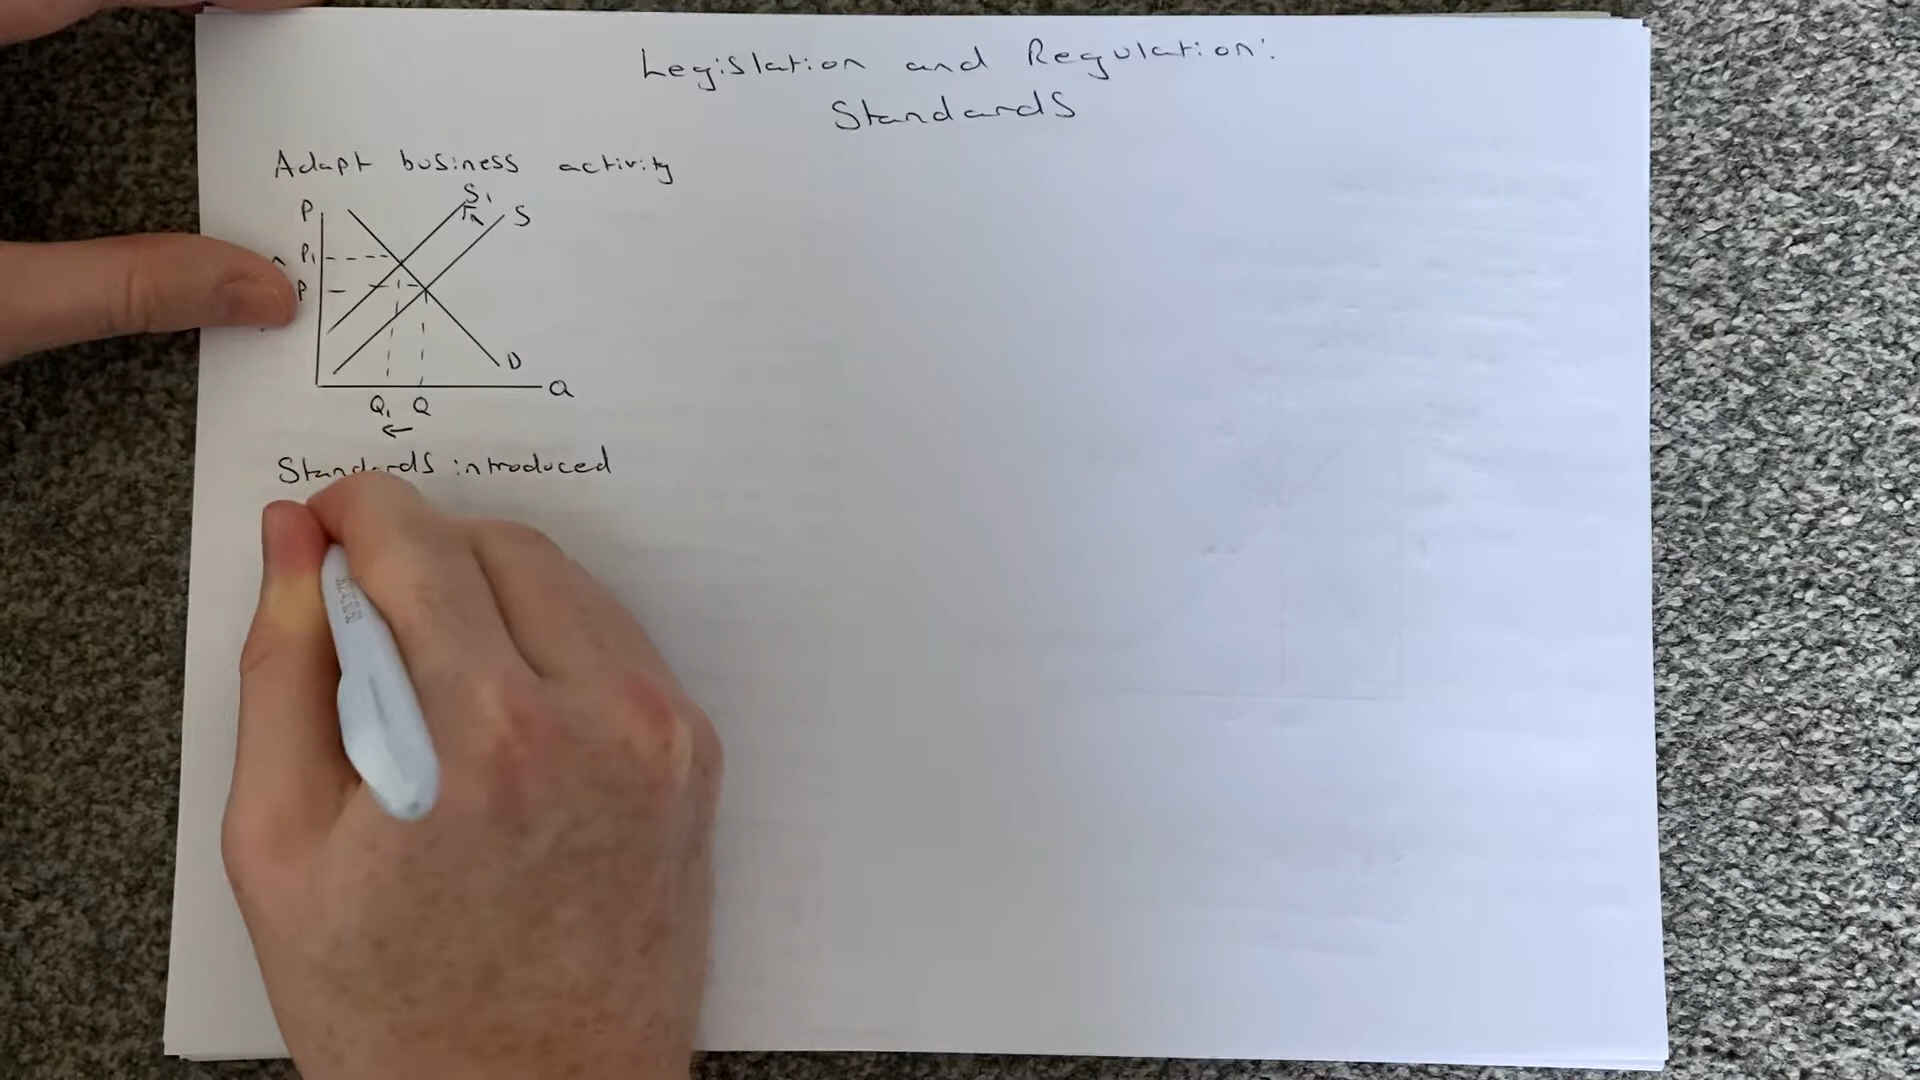 Legislation and Regulation:
Standards
Adapt business activity
S1
P
S
P1
P
D
Q
Q1 Q
Standards introduced